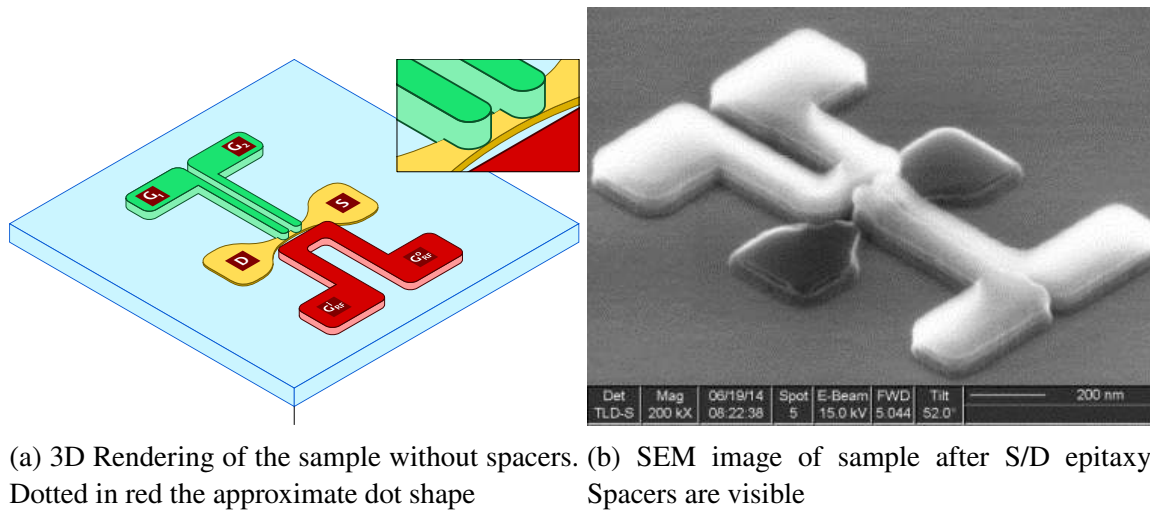 G₂
G₁
S
D
G°RF
GⁱRF
Det Mag 06/19/14 Spot E-Beam FWD Tilt 200 nm
TLD-S 200 kX 08:22:38 5 15.0 kV 5.044 52.0°
(a) 3D Rendering of the sample without spacers.
Dotted in red the approximate dot shape
(b) SEM image of sample after S/D epitaxy
Spacers are visible